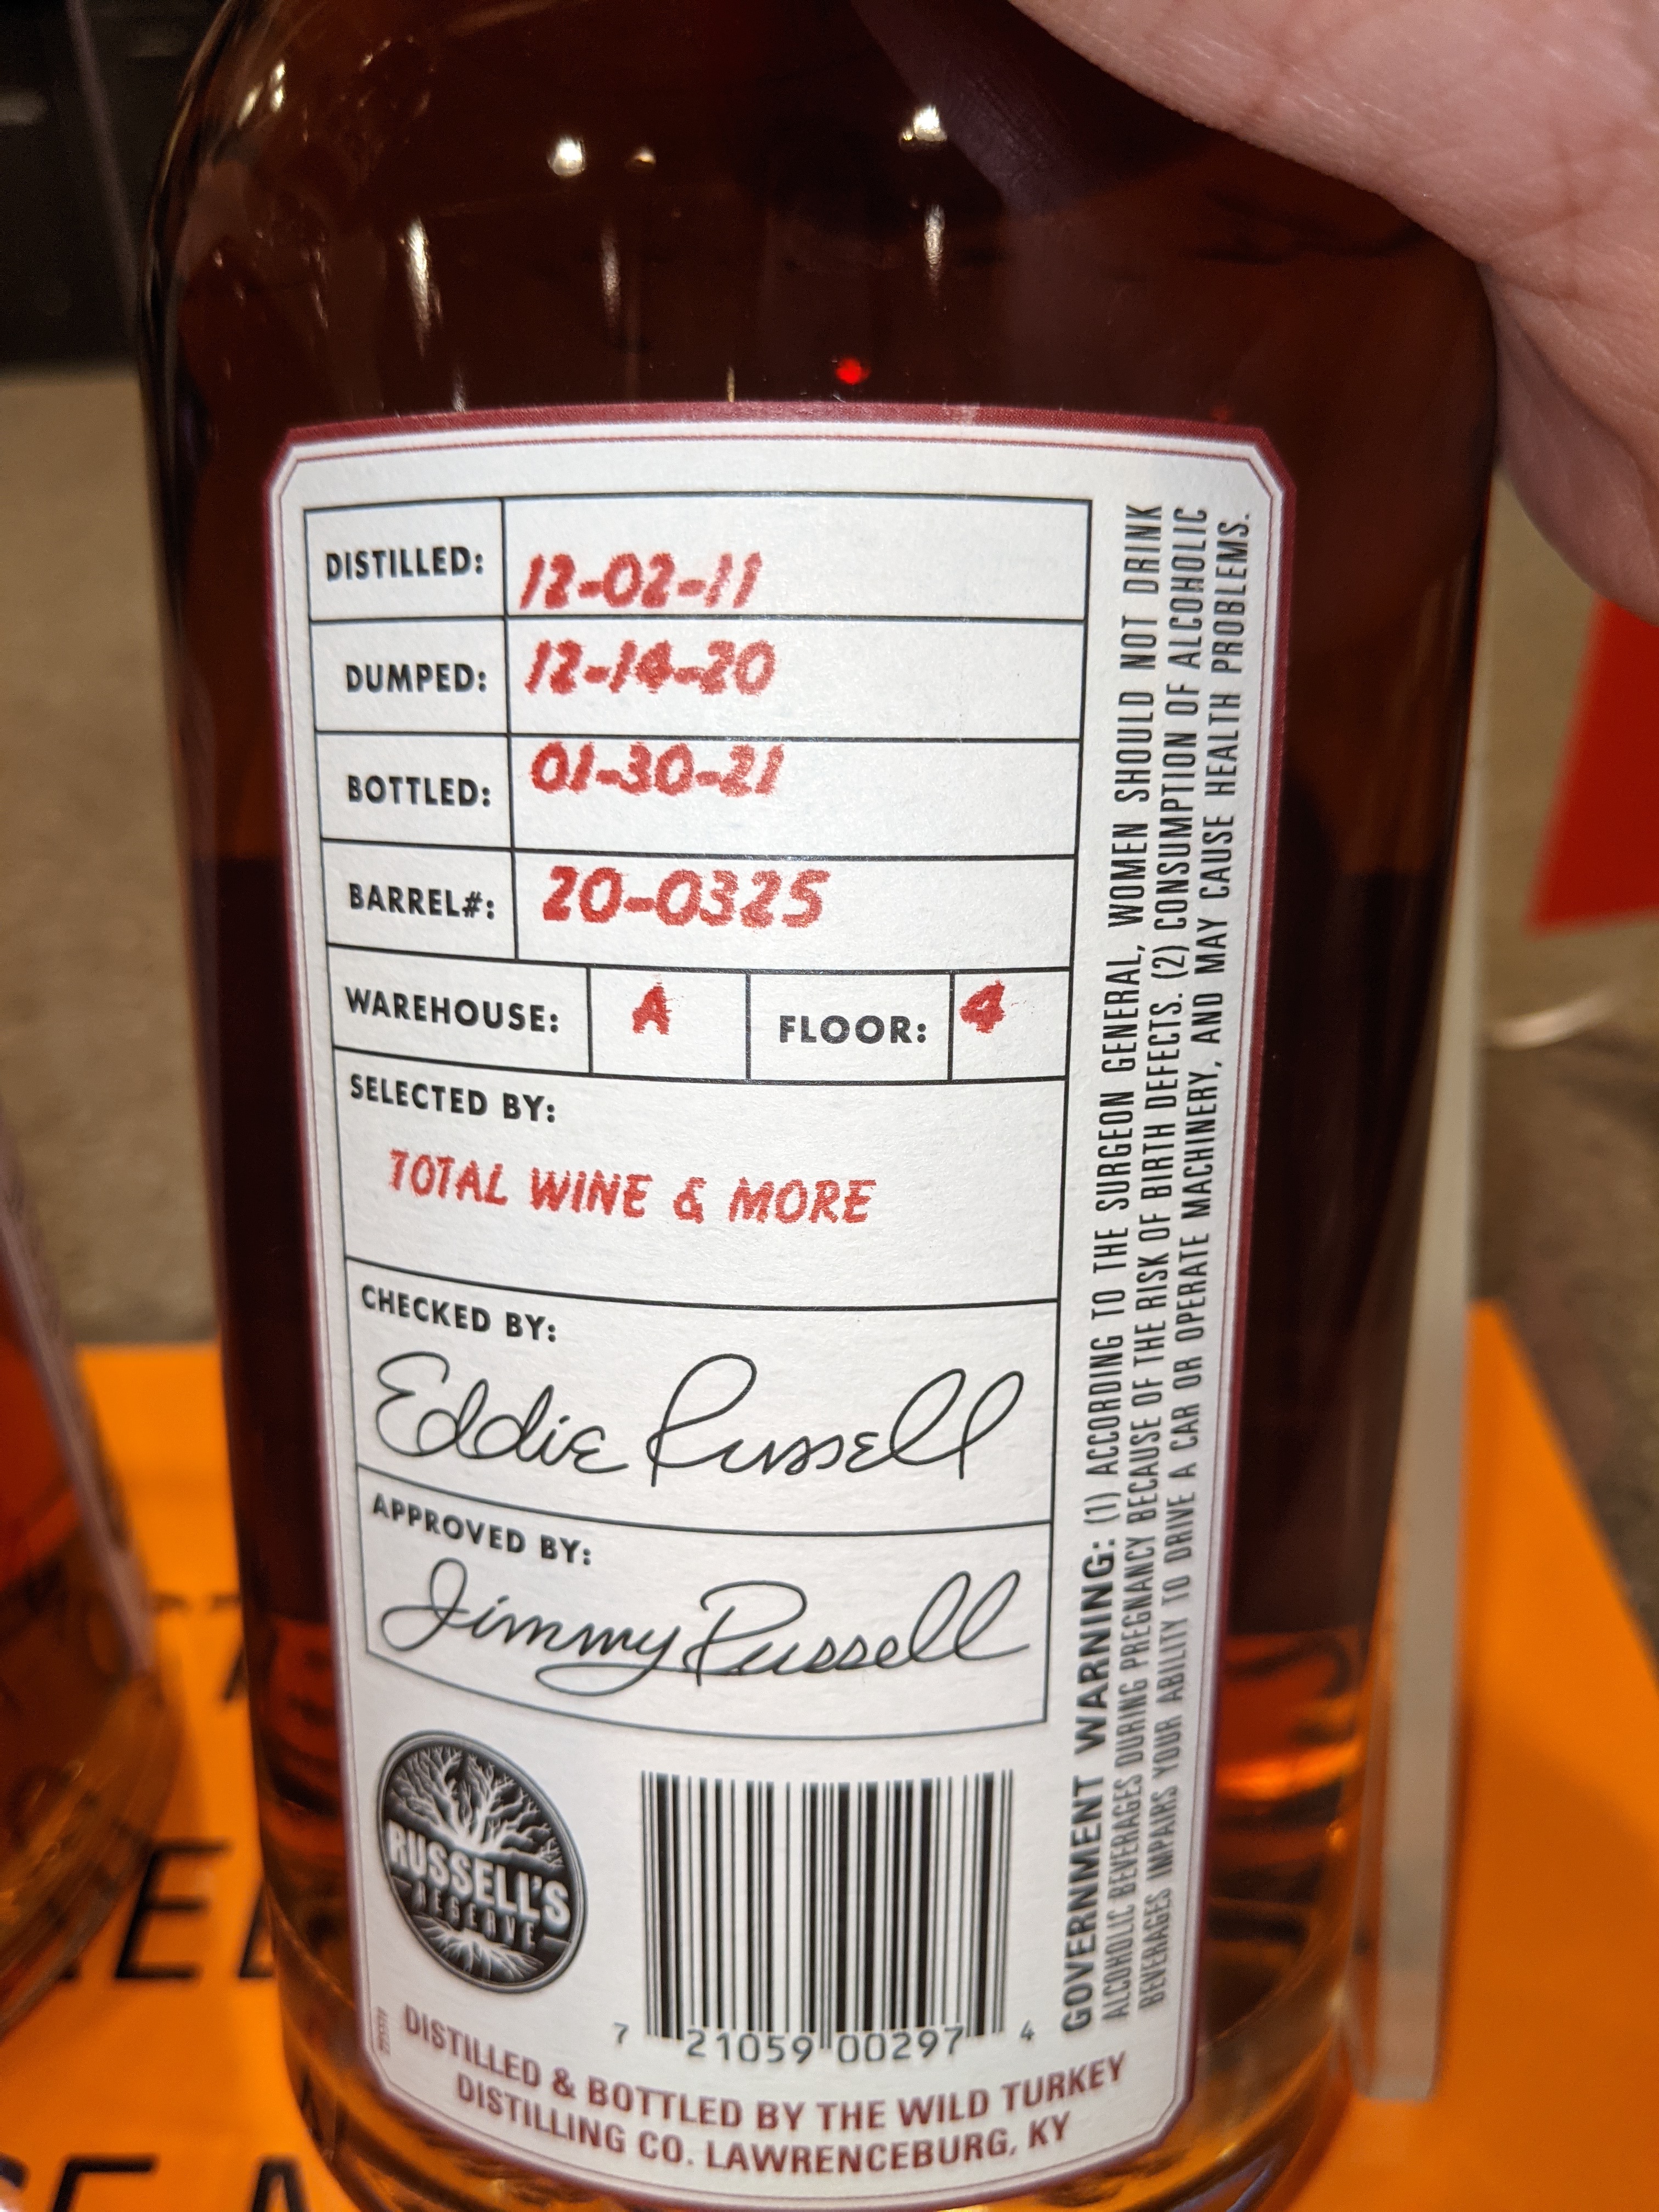 DISTILLED: 12-02-11
DUMPED: 12-14-20
BOTTLED: 01-30-21
BARREL#: 20-0325
WAREHOUSE: A FLOOR: 4
SELECTED BY:
TOTAL WINE & MORE
CHECKED BY:
Eddie Russell
APPROVED BY:
Jimmy Russell
RUSSELL'S
RESERVE
7 21059 00297 4
DISTILLED & BOTTLED BY THE WILD TURKEY
DISTILLING CO. LAWRENCEBURG, KY
GOVERNMENT WARNING: (1) ACCORDING TO THE SURGEON GENERAL, WOMEN SHOULD NOT DRINK
ALCOHOLIC BEVERAGES DURING PREGNANCY BECAUSE OF THE RISK OF BIRTH DEFECTS. (2) CONSUMPTION OF ALCOHOLIC
BEVERAGES IMPAIRS YOUR ABILITY TO DRIVE A CAR OR OPERATE MACHINERY, AND MAY CAUSE HEALTH PROBLEMS.